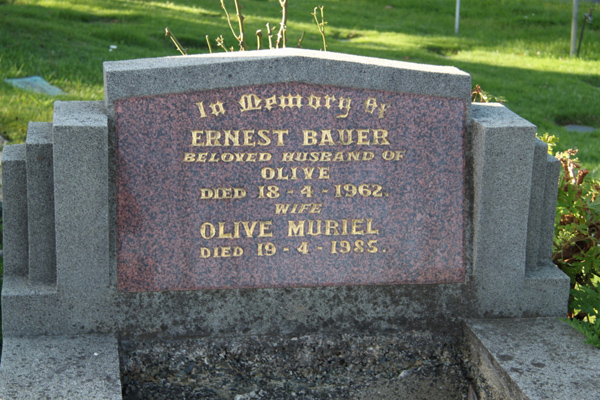 In Memory Of
ERNEST BAUER
BELOVED HUSBAND OF
OLIVE
DIED 18-4-1962.
WIFE
OLIVE MURIEL
DIED 19-4-1985.